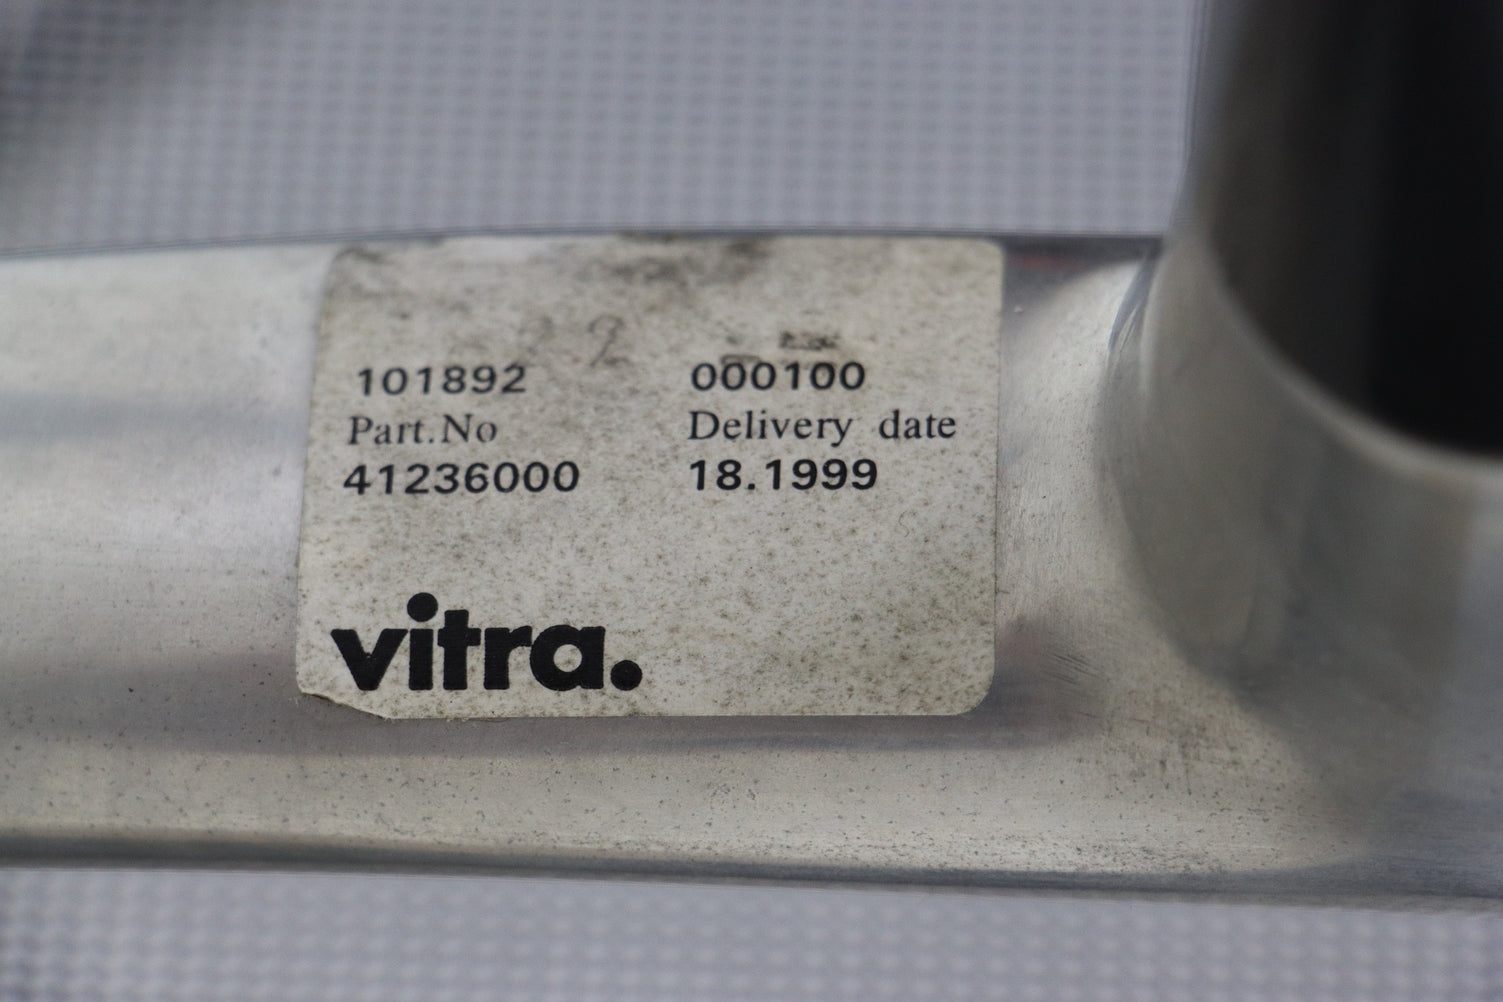 101892 000100
Part.No Delivery date
41236000 18.1999
vitra.